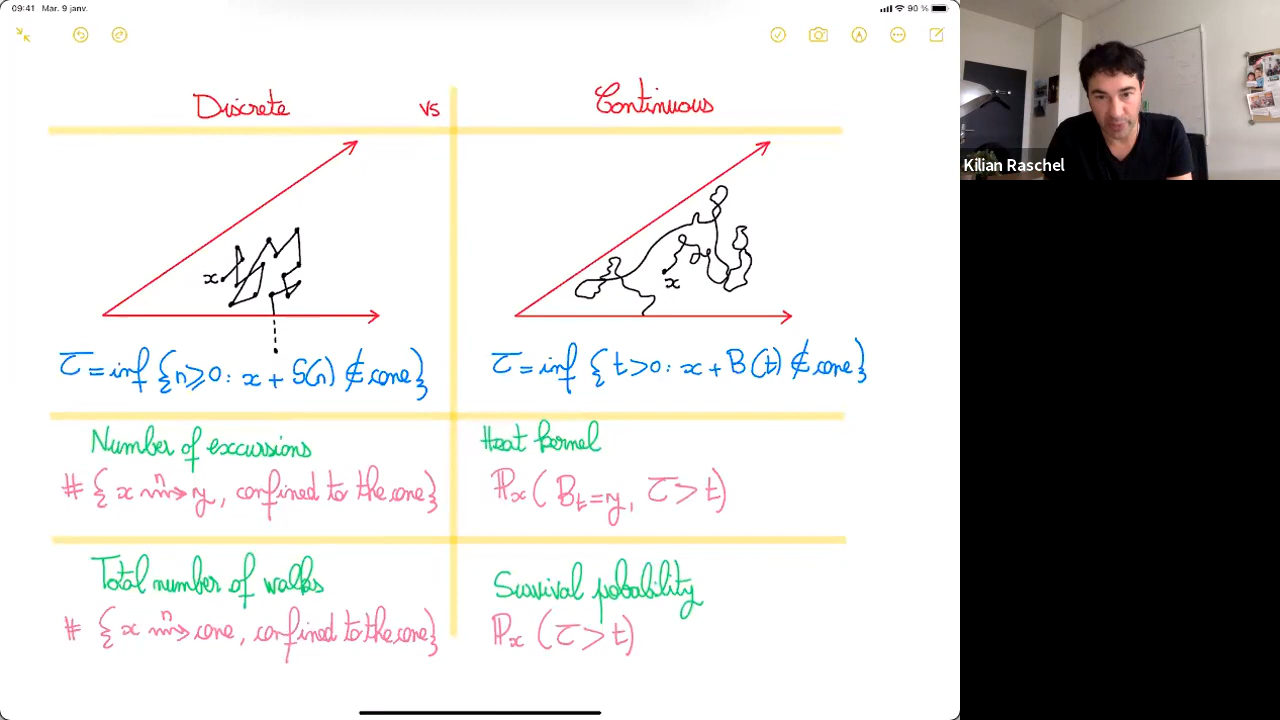 09:41 Mar. 9 janv.
90 %
Discrete vs Continuous
x
x
τ = inf {n ≥ 0 : x + S(n) ∉ cone}
τ = inf {t > 0 : x + B(t) ∉ cone}
Number of excursions
# {x n⇝ y, confined to the cone}
Heat kernel
ℙx (Bt = y, τ > t)
Total number of walks
# {x n⇝ cone, confined to the cone}
Survival probability
ℙx (τ > t)
Kilian Raschel